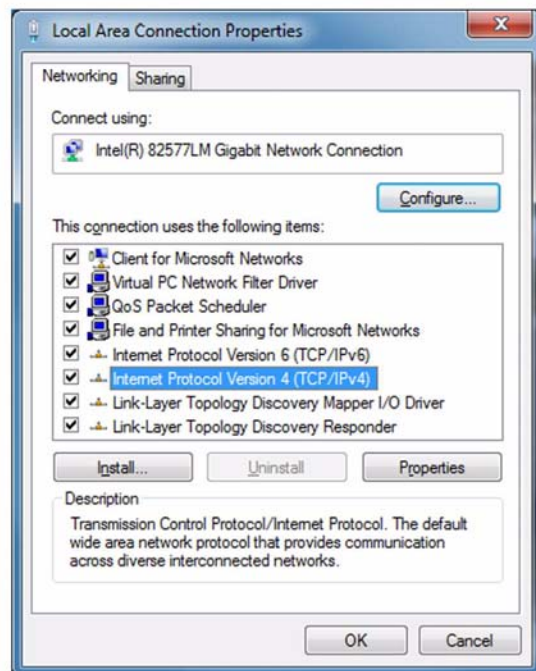 Local Area Connection Properties
Networking
Sharing
Connect using:
Intel(R) 82577LM Gigabit Network Connection
Configure...
This connection uses the following items:
Client for Microsoft Networks
Virtual PC Network Filter Driver
QoS Packet Scheduler
File and Printer Sharing for Microsoft Networks
Internet Protocol Version 6 (TCP/IPv6)
Internet Protocol Version 4 (TCP/IPv4)
Link-Layer Topology Discovery Mapper I/O Driver
Link-Layer Topology Discovery Responder
Install...
Uninstall
Properties
Description
Transmission Control Protocol/Internet Protocol. The default
wide area network protocol that provides communication
across diverse interconnected networks.
OK
Cancel